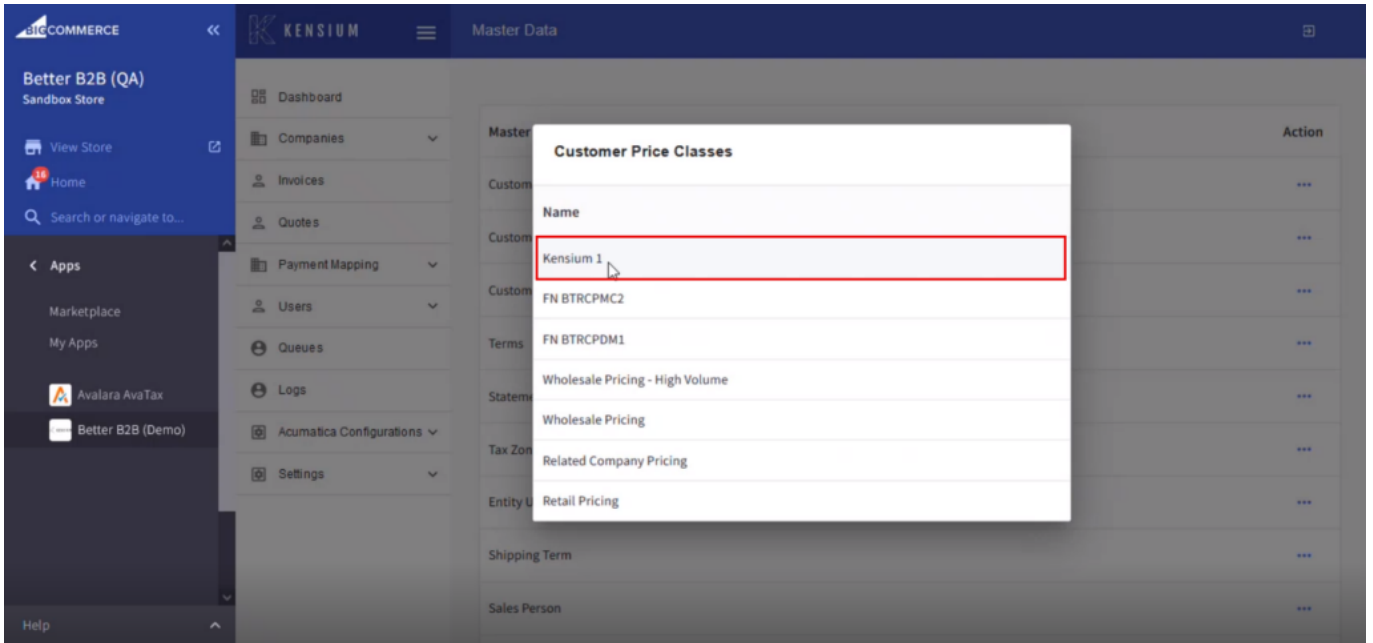 BIGCOMMERCE
Better B2B (QA)
Sandbox Store
View Store
16
Home
Search or navigate to...
Apps
Marketplace
My Apps
Avalara AvaTax
Better B2B (Demo)
Help
KENSIUM
Dashboard
Companies
Invoices
Quotes
Payment Mapping
Users
Queues
Logs
Acumatica Configurations
Settings
Master Data
Master
Action
Custom
Custom
Custom
Terms
Stateme
Tax Zon
Entity U
Shipping Term
Sales Person
Customer Price Classes
Name
Kensium 1
FN BTRCPMC2
FN BTRCPDM1
Wholesale Pricing - High Volume
Wholesale Pricing
Related Company Pricing
Retail Pricing